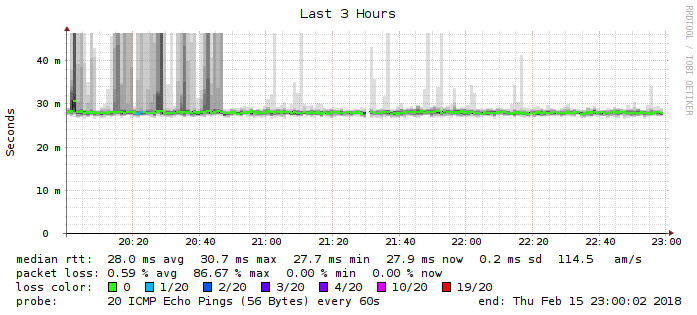 Last 3 Hours
RRDTOOL / TOBI OETIKER
Seconds
40 m
30 m
20 m
10 m
0
20:20 20:40 21:00 21:20 21:40 22:00 22:20 22:40 23:00
median rtt: 28.0 ms avg 30.7 ms max 27.7 ms min 27.9 ms now 0.2 ms sd 114.5 am/s
packet loss: 0.59 % avg 86.67 % max 0.00 % min 0.00 % now
loss color: 0 1/20 2/20 3/20 4/20 10/20 19/20
probe: 20 ICMP Echo Pings (56 Bytes) every 60s end: Thu Feb 15 23:00:02 2018